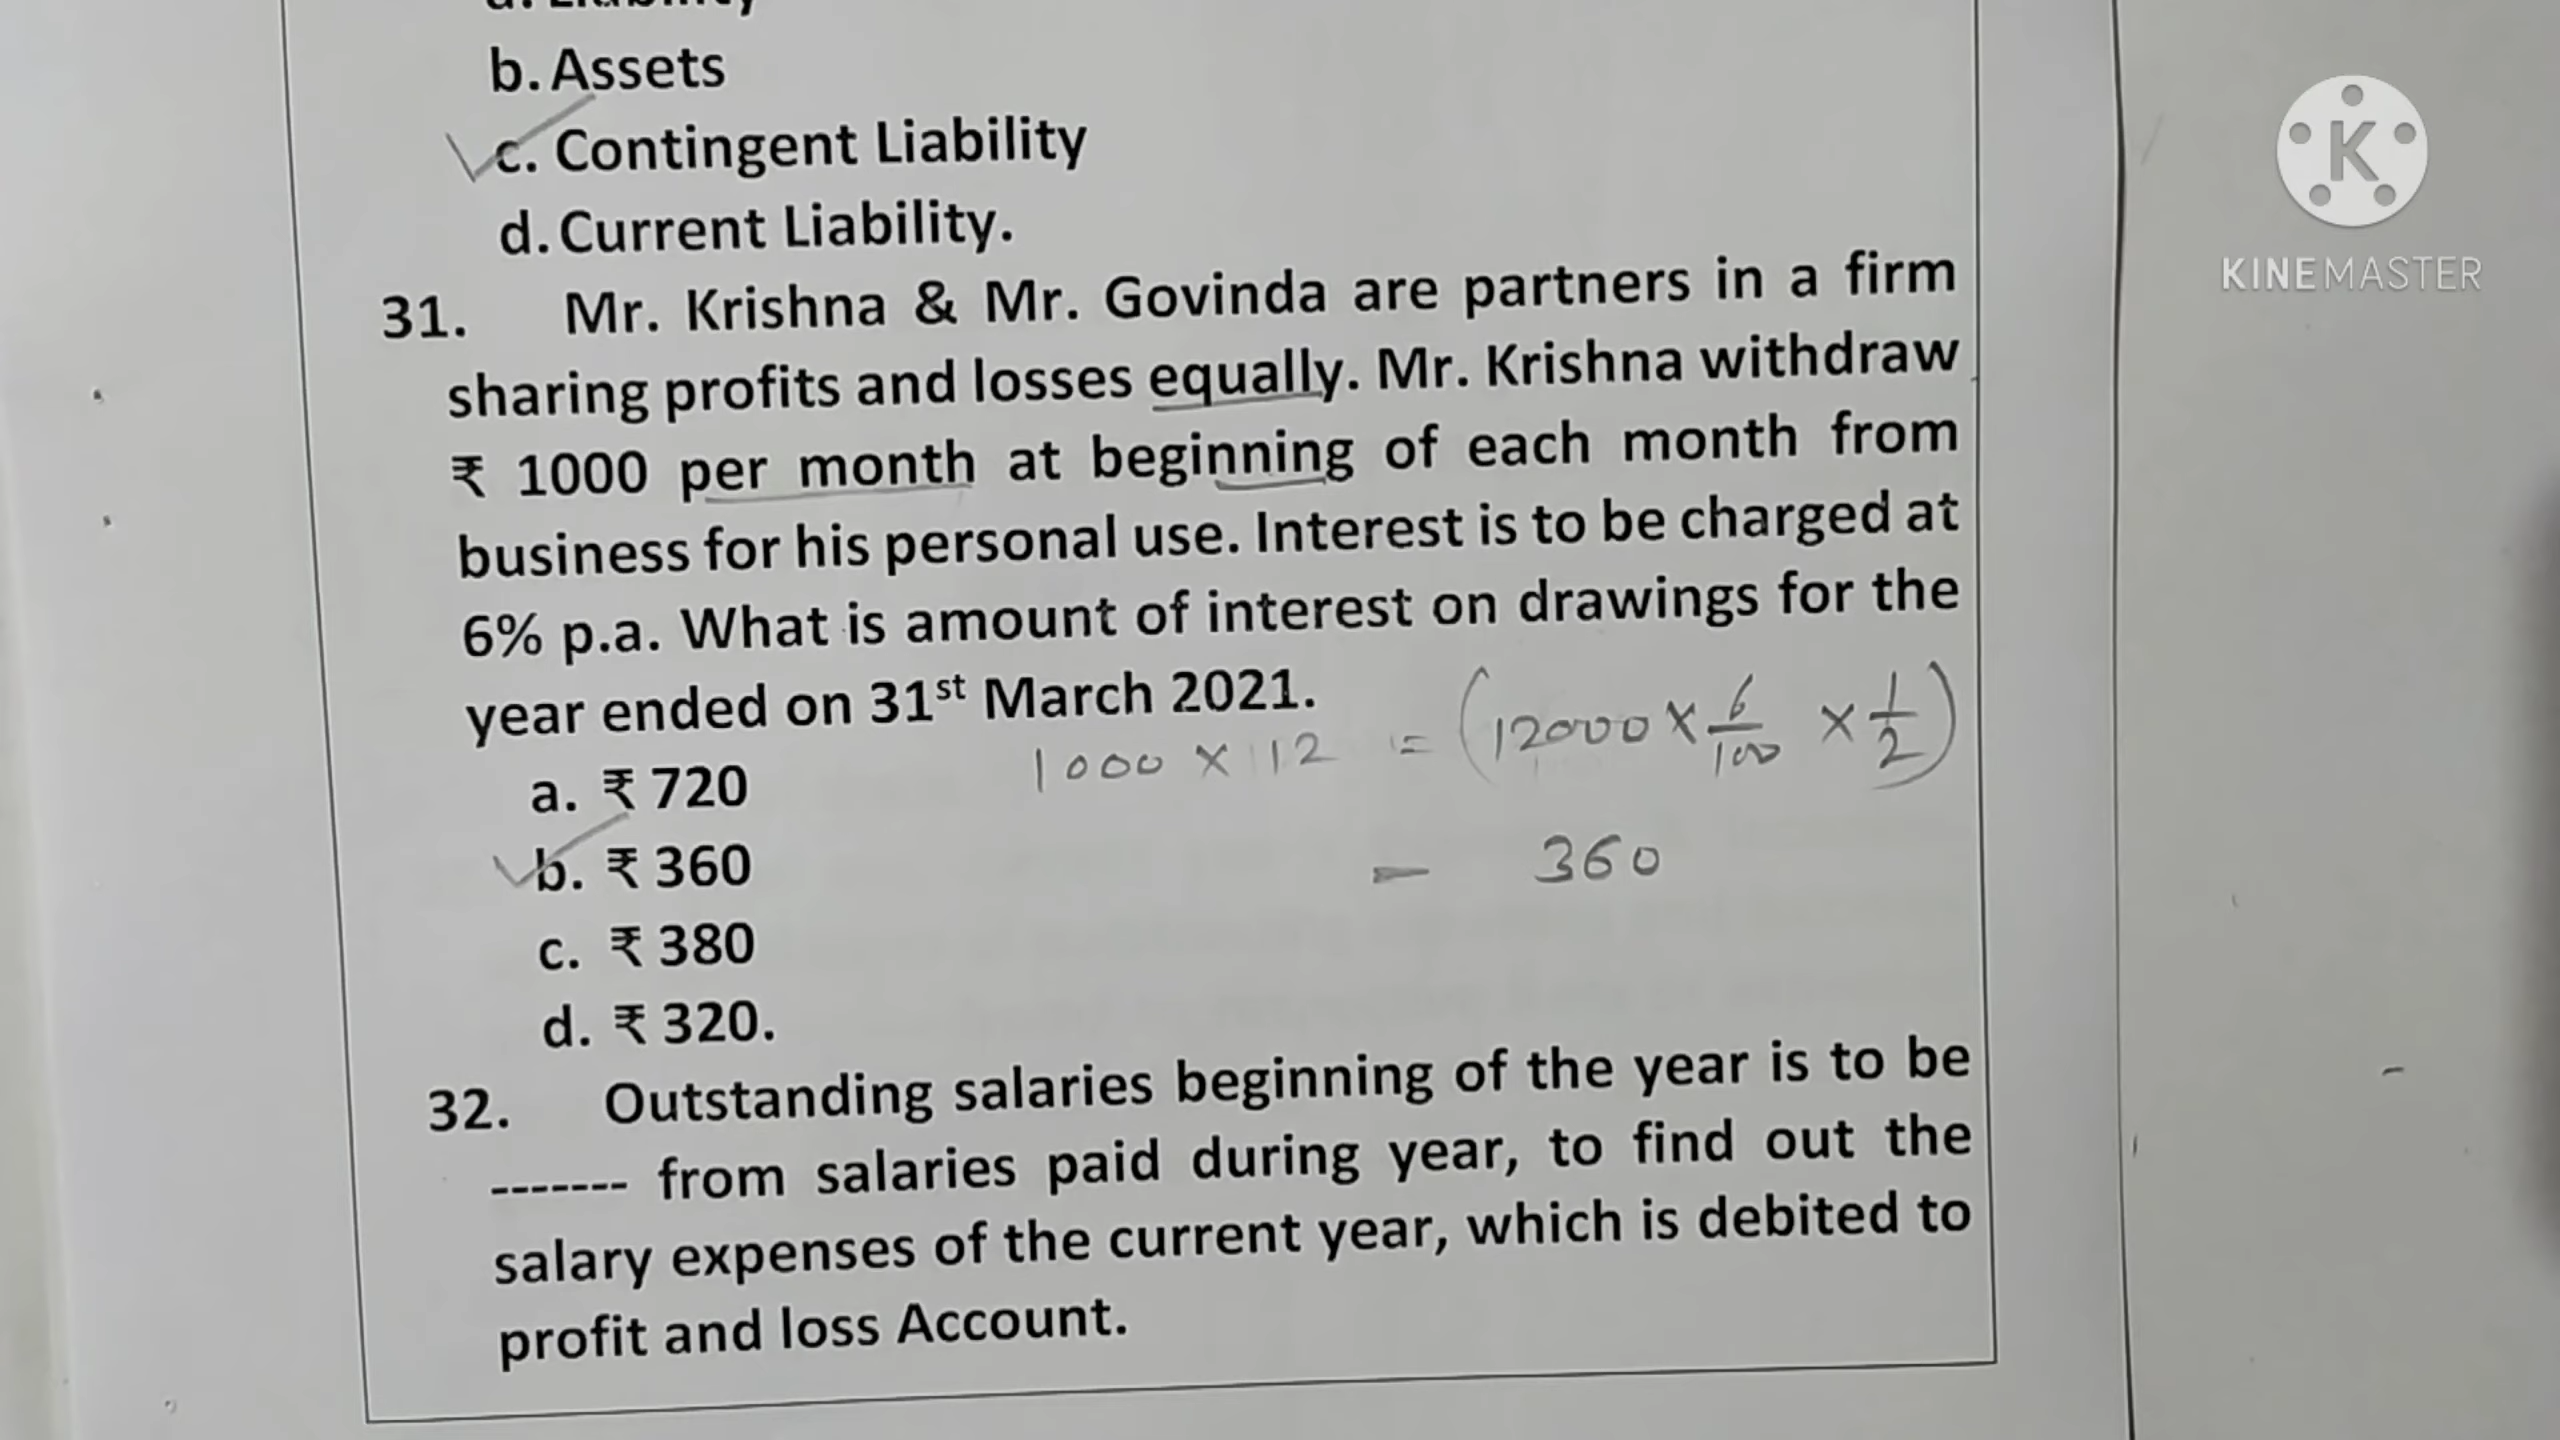 b. Assets
c. Contingent Liability
d. Current Liability.
31. Mr. Krishna & Mr. Govinda are partners in a firm
sharing profits and losses equally. Mr. Krishna withdraw
₹ 1000 per month at beginning of each month from
business for his personal use. Interest is to be charged at
6% p.a. What is amount of interest on drawings for the
year ended on 31st March 2021.
1000 × 12 = (12000 × 6/100 × 1/2)
a. ₹ 720
b. ₹ 360
- 360
c. ₹ 380
d. ₹ 320.
32. Outstanding salaries beginning of the year is to be
------- from salaries paid during year, to find out the
salary expenses of the current year, which is debited to
profit and loss Account.
K
KINEMASTER